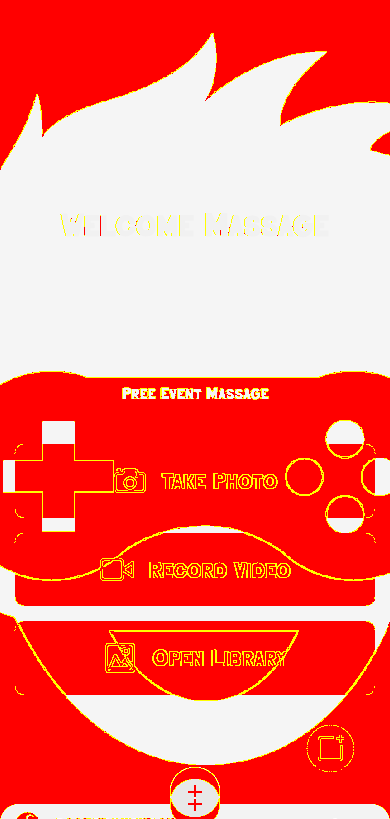 Welcome Massage
Pree Event Massage
Take Photo
Record Video
Open Library